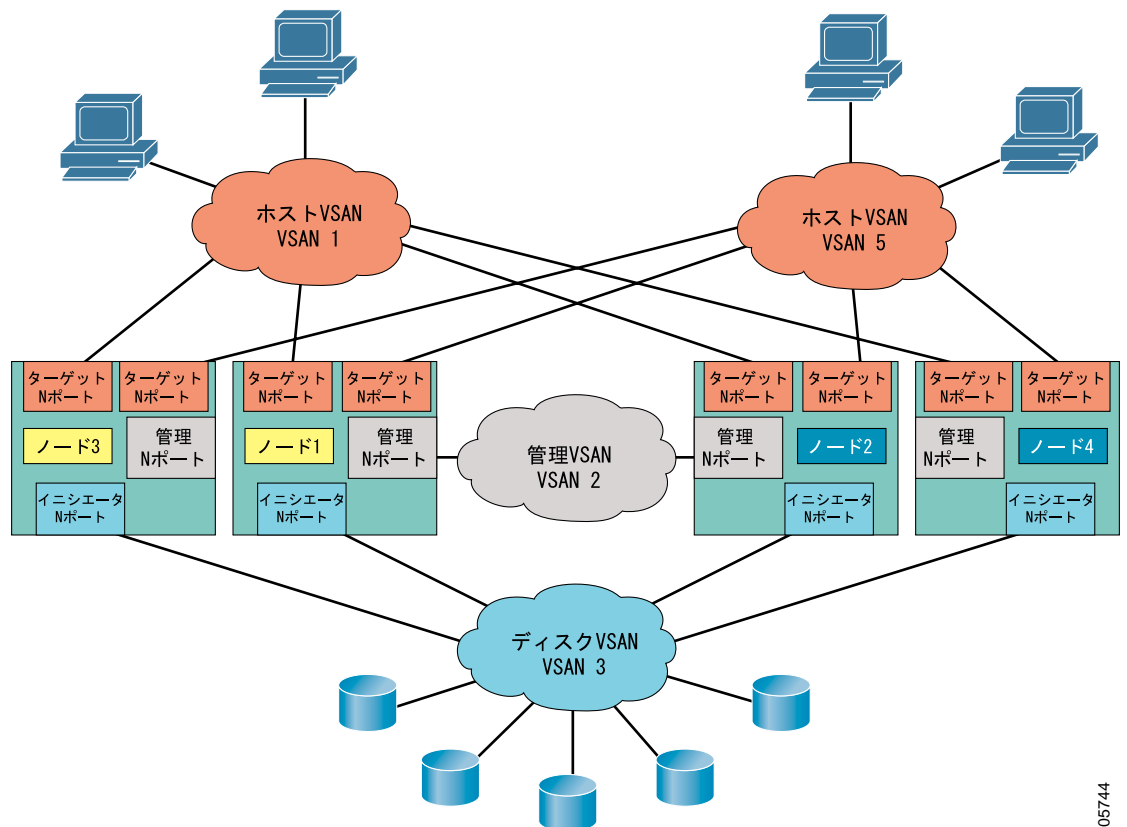 ホストVSAN
VSAN 1
ホストVSAN
VSAN 5
ターゲット
Nポート
ターゲット
Nポート
ノード3
管理
Nポート
イニシエータ
Nポート
ターゲット
Nポート
ターゲット
Nポート
ノード1
管理
Nポート
イニシエータ
Nポート
管理VSAN
VSAN 2
ターゲット
Nポート
ターゲット
Nポート
管理
Nポート
ノード2
イニシエータ
Nポート
ターゲット
Nポート
ターゲット
Nポート
管理
Nポート
ノード4
イニシエータ
Nポート
ディスクVSAN
VSAN 3
05744